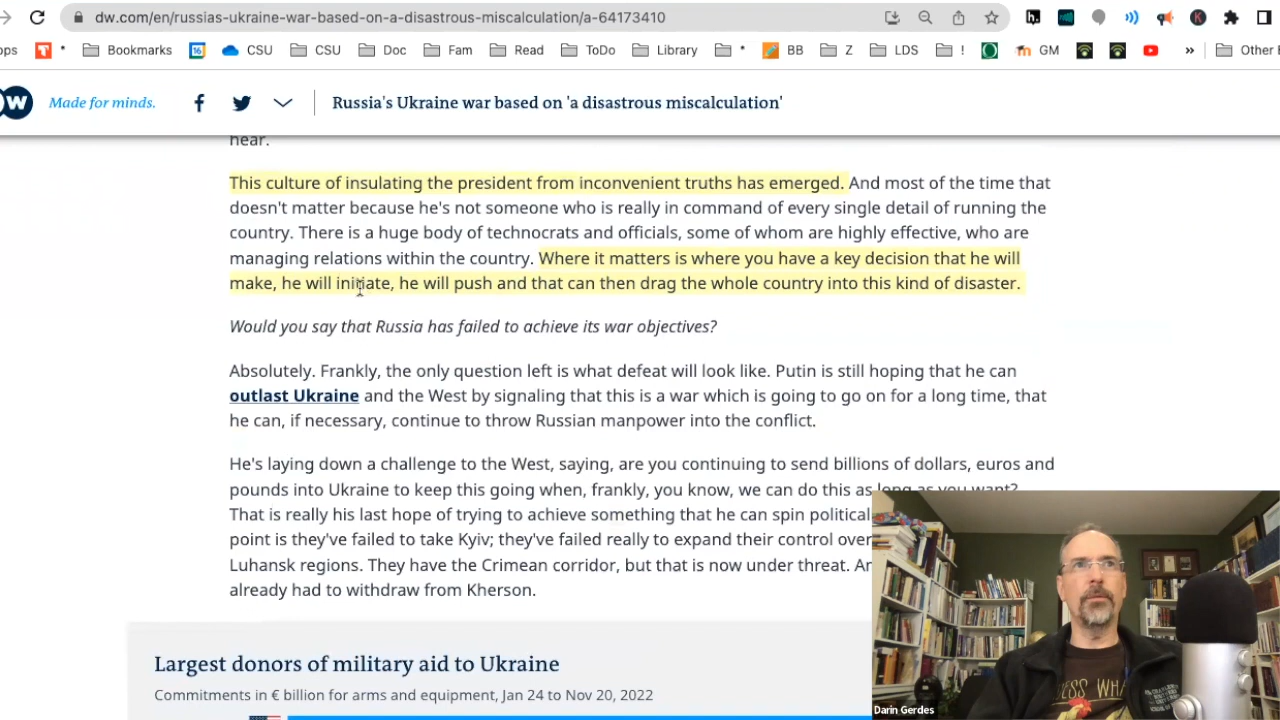 dw.com/en/russias-ukraine-war-based-on-a-disastrous-miscalculation/a-64173410
ops * Bookmarks 16 CSU CSU Doc Fam Read ToDo Library * BB Z LDS ! GM » Other B
W Made for minds. Russia's Ukraine war based on 'a disastrous miscalculation'
hear.
This culture of insulating the president from inconvenient truths has emerged. And most of the time that
doesn't matter because he's not someone who is really in command of every single detail of running the
country. There is a huge body of technocrats and officials, some of whom are highly effective, who are
managing relations within the country. Where it matters is where you have a key decision that he will
make, he will initiate, he will push and that can then drag the whole country into this kind of disaster.
Would you say that Russia has failed to achieve its war objectives?
Absolutely. Frankly, the only question left is what defeat will look like. Putin is still hoping that he can
outlast Ukraine and the West by signaling that this is a war which is going to go on for a long time, that
he can, if necessary, continue to throw Russian manpower into the conflict.
He's laying down a challenge to the West, saying, are you continuing to send billions of dollars, euros and
pounds into Ukraine to keep this going when, frankly, you know, we can do this as long as you want?
That is really his last hope of trying to achieve something that he can spin political
point is they've failed to take Kyiv; they've failed really to expand their control over
Luhansk regions. They have the Crimean corridor, but that is now under threat. An
already had to withdraw from Kherson.
Largest donors of military aid to Ukraine
Commitments in € billion for arms and equipment, Jan 24 to Nov 20, 2022
ESS WHA
Darin Gerdes